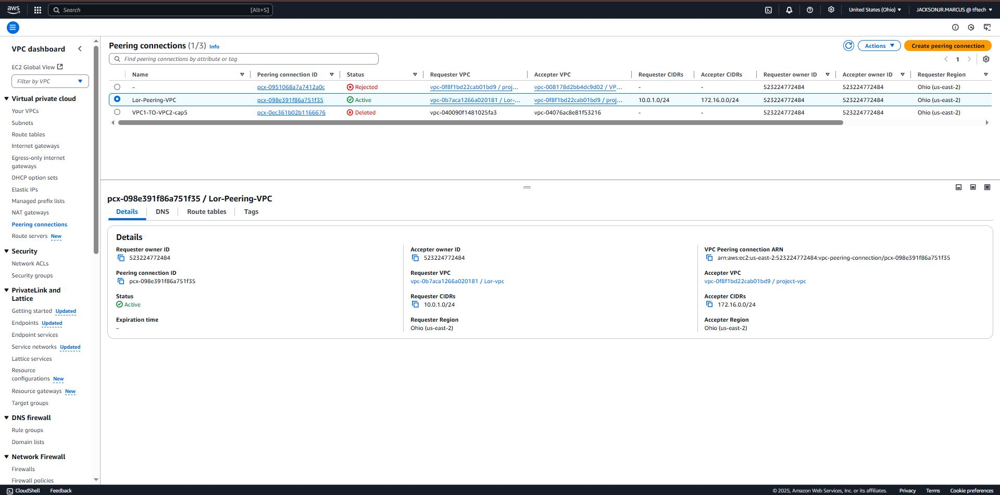 aws
Search [Alt+S]
United States (Ohio)
JACKSONJR.MARCUS @ tftech
VPC dashboard
EC2 Global View
Filter by VPC
Virtual private cloud
Your VPCs
Subnets
Route tables
Internet gateways
Egress-only internet
gateways
DHCP option sets
Elastic IPs
Managed prefix lists
NAT gateways
Peering connections
Route servers New
Security
Network ACLs
Security groups
PrivateLink and
Lattice
Getting started Updated
Endpoints Updated
Endpoint services
Service networks Updated
Lattice services
Resource
configurations New
Resource gateways New
Target groups
DNS firewall
Rule groups
Domain lists
Network Firewall
Firewalls
Firewall policies
Peering connections (1/3) Info
Actions
Create peering connection
Find peering connections by attribute or tag
1
Name Peering connection ID Status Requester VPC Accepter VPC Requester CIDRs Accepter CIDRs Requester owner ID Accepter owner ID Requester Region
– pcx-0951068a7a7412a0c Rejected vpc-0f8f1bd22cab01bd9 / proj... vpc-008178d2bb4dc9d02 / VP... - - 523224772484 523224772484 Ohio (us-east-2)
Lor-Peering-VPC pcx-098e391f86a751f35 Active vpc-0b7aca1266a020181 / Lor-... vpc-0f8f1bd22cab01bd9 / proj... 10.0.1.0/24 172.16.0.0/24 523224772484 523224772484 Ohio (us-east-2)
VPC1-TO-VPC2-cap5 pcx-0ec361b02b1166676 Deleted vpc-040090f1481025fa3 vpc-04076ac8e81f53216 - - 523224772484 523224772484 Ohio (us-east-2)
pcx-098e391f86a751f35 / Lor-Peering-VPC
Details DNS Route tables Tags
Details
Requester owner ID
523224772484
Peering connection ID
pcx-098e391f86a751f35
Status
Active
Expiration time
–
Accepter owner ID
523224772484
Requester VPC
vpc-0b7aca1266a020181 / Lor-vpc
Requester CIDRs
10.0.1.0/24
Requester Region
Ohio (us-east-2)
VPC Peering connection ARN
arn:aws:ec2:us-east-2:523224772484:vpc-peering-connection/pcx-098e391f86a751f35
Accepter VPC
vpc-0f8f1bd22cab01bd9 / project-vpc
Accepter CIDRs
172.16.0.0/24
Accepter Region
Ohio (us-east-2)
CloudShell Feedback
© 2025, Amazon Web Services, Inc. or its affiliates. Privacy Terms Cookie preferences